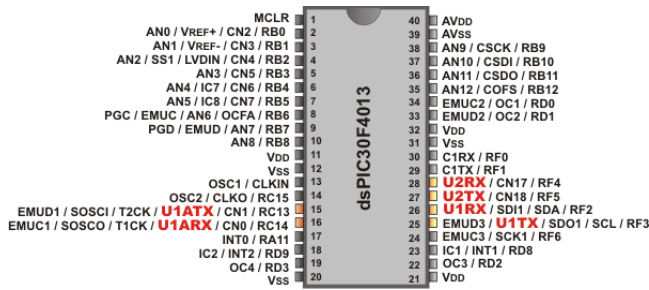 MCLR 1
AN0 / VREF+ / CN2 / RB0 2
AN1 / VREF- / CN3 / RB1 3
AN2 / SS1 / LVDIN / CN4 / RB2 4
AN3 / CN5 / RB3 5
AN4 / IC7 / CN6 / RB4 6
AN5 / IC8 / CN7 / RB5 7
PGC / EMUC / AN6 / OCFA / RB6 8
PGD / EMUD / AN7 / RB7 9
AN8 / RB8 10
VDD 11
VSS 12
OSC1 / CLKIN 13
OSC2 / CLKO / RC15 14
EMUD1 / SOSCI / T2CK / U1ATX / CN1 / RC13 15
EMUC1 / SOSCO / T1CK / U1ARX / CN0 / RC14 16
INT0 / RA11 17
IC2 / INT2 / RD9 18
OC4 / RD3 19
VSS 20
dsPIC30F4013
40 AVDD
39 AVSS
38 AN9 / CSCK / RB9
37 AN10 / CSDI / RB10
36 AN11 / CSDO / RB11
35 AN12 / COFS / RB12
34 EMUC2 / OC1 / RD0
33 EMUD2 / OC2 / RD1
32 VDD
31 VSS
30 C1RX / RF0
29 C1TX / RF1
28 U2RX / CN17 / RF4
27 U2TX / CN18 / RF5
26 U1RX / SDI1 / SDA / RF2
25 EMUD3 / U1TX / SDO1 / SCL / RF3
24 EMUC3 / SCK1 / RF6
23 IC1 / INT1 / RD8
22 OC3 / RD2
21 VDD